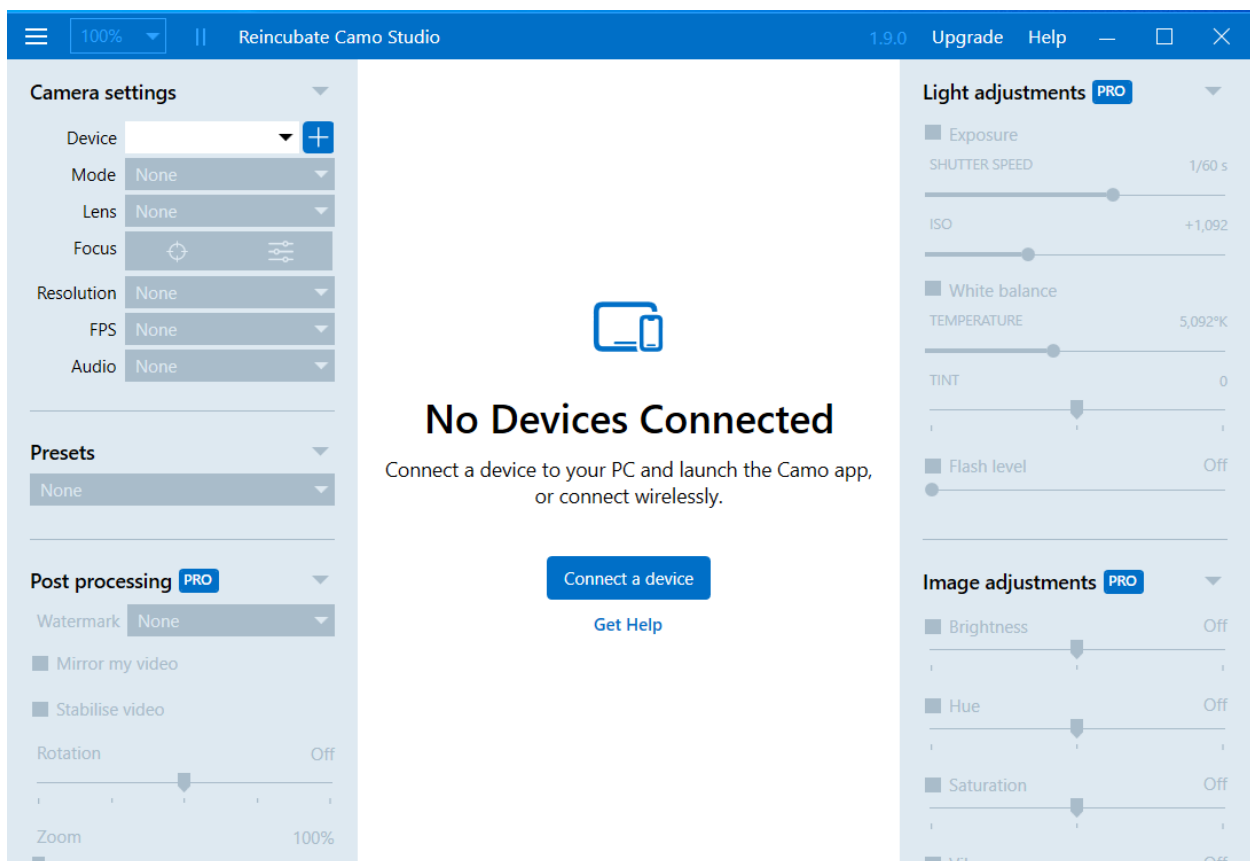 100%
Reincubate Camo Studio
1.9.0
Upgrade
Help
Camera settings
Device
Mode None
Lens None
Focus
Resolution None
FPS None
Audio None
Presets
None
Post processing PRO
Watermark None
Mirror my video
Stabilise video
Rotation Off
Zoom 100%
No Devices Connected
Connect a device to your PC and launch the Camo app,
or connect wirelessly.
Connect a device
Get Help
Light adjustments PRO
Exposure
SHUTTER SPEED 1/60 s
ISO +1,092
White balance
TEMPERATURE 5,092°K
TINT 0
Flash level Off
Image adjustments PRO
Brightness Off
Hue Off
Saturation Off